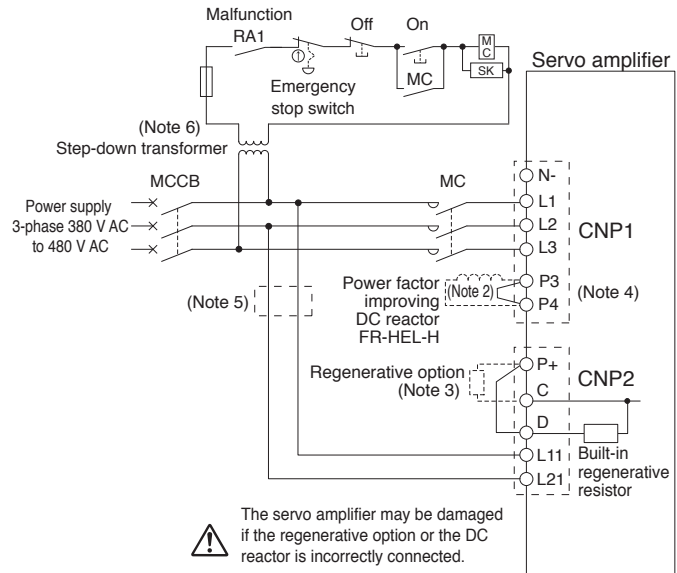 Malfunction
RA1
Off
On
MC
SK
MC
Emergency
stop switch
Servo amplifier
(Note 6)
Step-down transformer
MCCB
MC
Power supply
3-phase 380 V AC
to 480 V AC
N-
L1
L2
L3
CNP1
P3
P4
(Note 4)
Power factor
improving
DC reactor
FR-HEL-H
(Note 2)
(Note 5)
Regenerative option
(Note 3)
P+
C
D
L11
L21
CNP2
Built-in
regenerative
resistor
The servo amplifier may be damaged
if the regenerative option or the DC
reactor is incorrectly connected.